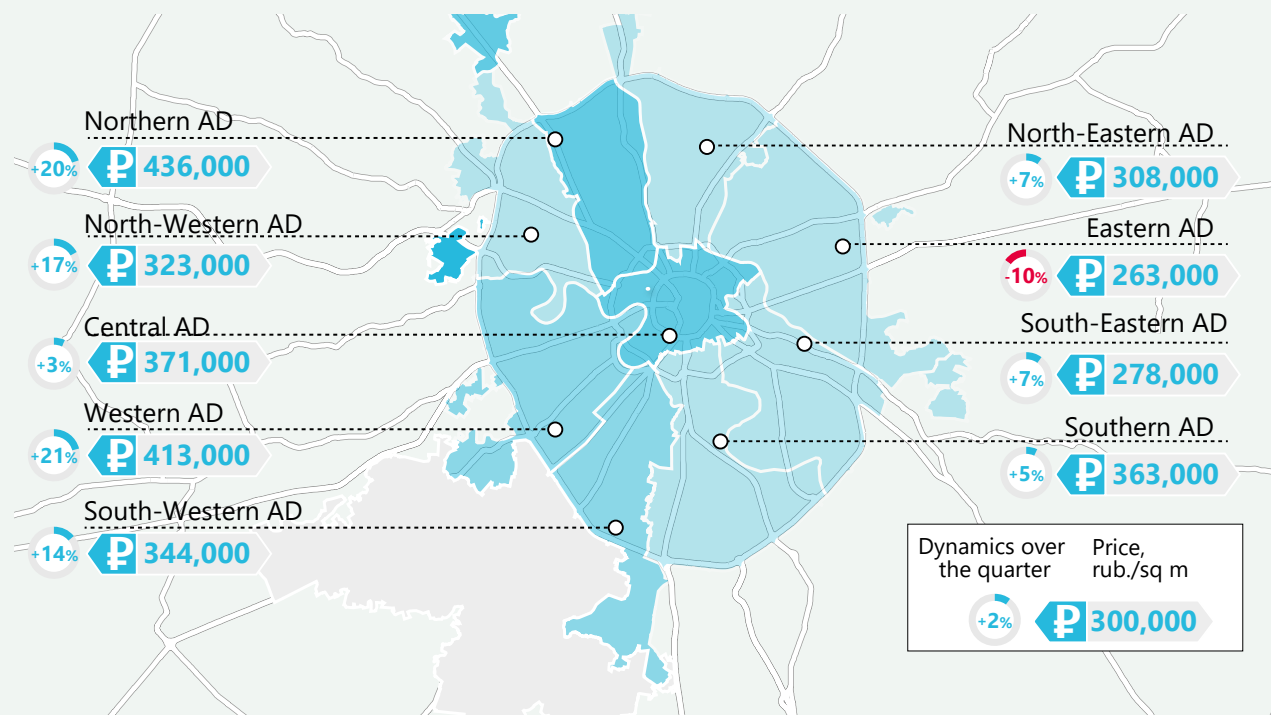 Northern AD
+20% ₽ 436,000
North-Western AD
+17% ₽ 323,000
Central AD
+3% ₽ 371,000
Western AD
+21% ₽ 413,000
South-Western AD
+14% ₽ 344,000
North-Eastern AD
+7% ₽ 308,000
Eastern AD
-10% ₽ 263,000
South-Eastern AD
+7% ₽ 278,000
Southern AD
+5% ₽ 363,000
Dynamics over
the quarter
Price,
rub./sq m
+2% ₽ 300,000